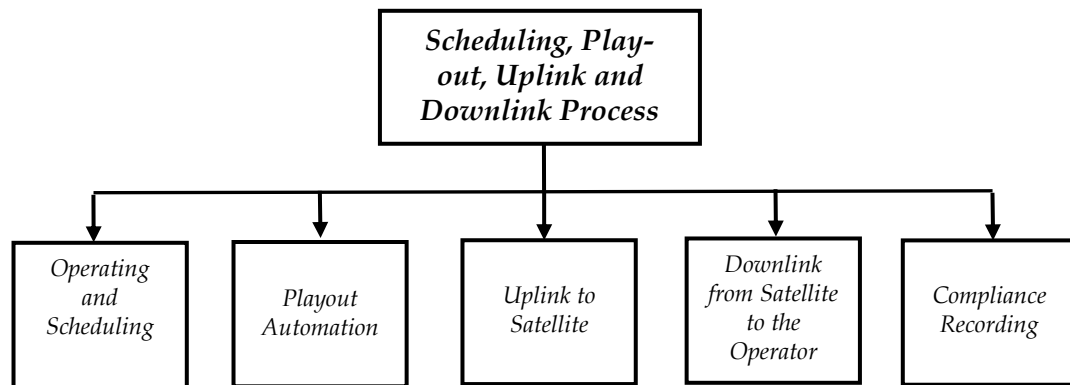 Scheduling, Play-
out, Uplink and
Downlink Process
Operating
and
Scheduling
Playout
Automation
Uplink to
Satellite
Downlink
from Satellite
to the
Operator
Compliance
Recording